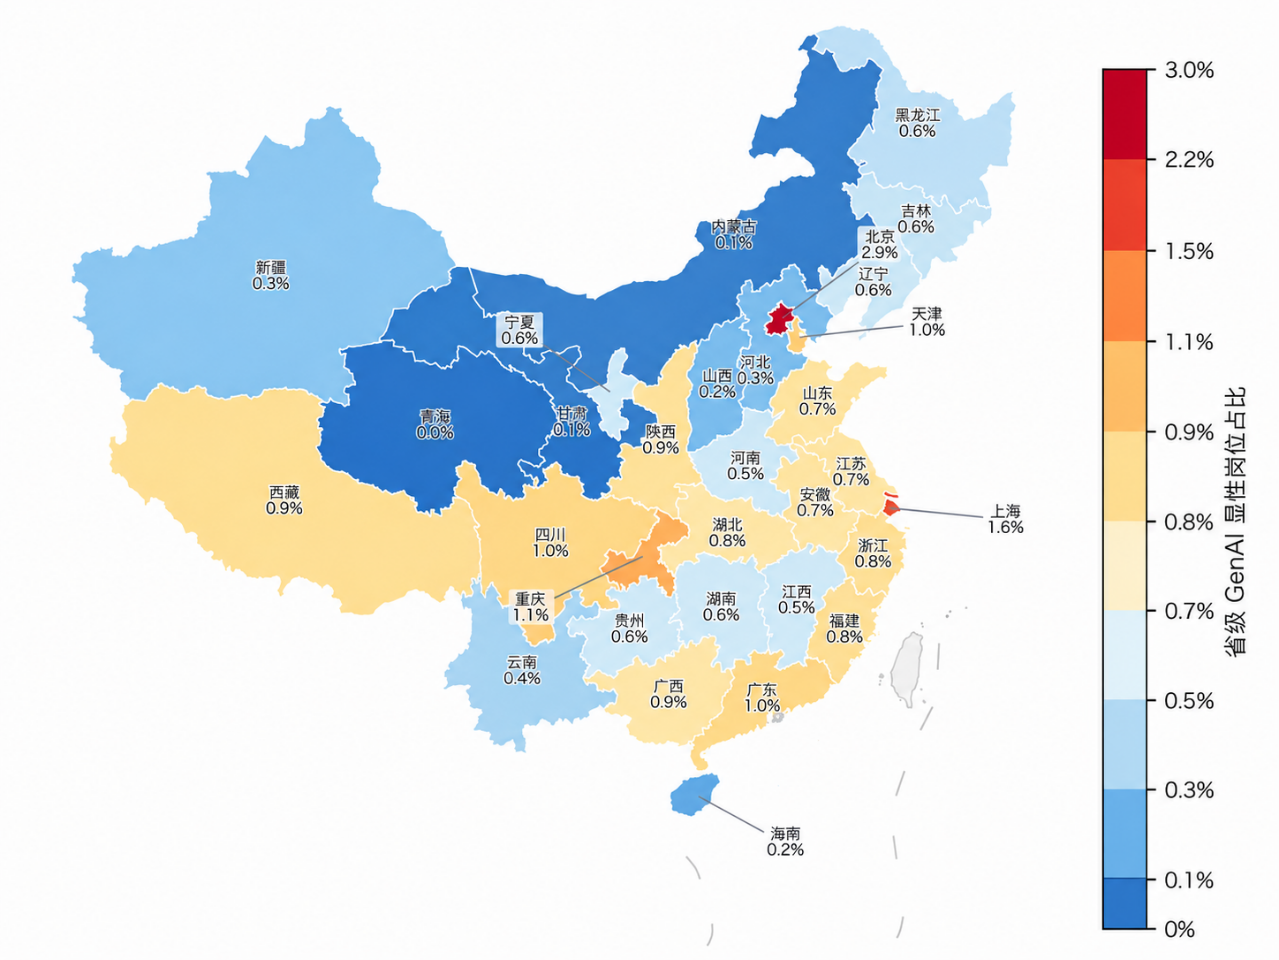 黑龙江
0.6%
吉林
0.6%
内蒙古
0.1%
北京
2.9%
辽宁
0.6%
新疆
0.3%
天津
1.0%
宁夏
0.6%
河北
0.3%
山西
0.2%
山东
0.7%
青海
0.0%
甘肃
0.1%
陕西
0.9%
河南
0.5%
江苏
0.7%
安徽
0.7%
西藏
0.9%
上海
1.6%
四川
1.0%
湖北
0.8%
浙江
0.8%
重庆
1.1%
贵州
0.6%
湖南
0.6%
江西
0.5%
福建
0.8%
云南
0.4%
广西
0.9%
广东
1.0%
海南
0.2%
3.0%
2.2%
1.5%
1.1%
0.9%
0.8%
0.7%
0.5%
0.3%
0.1%
0%
省级 GenAI 显性岗位占比